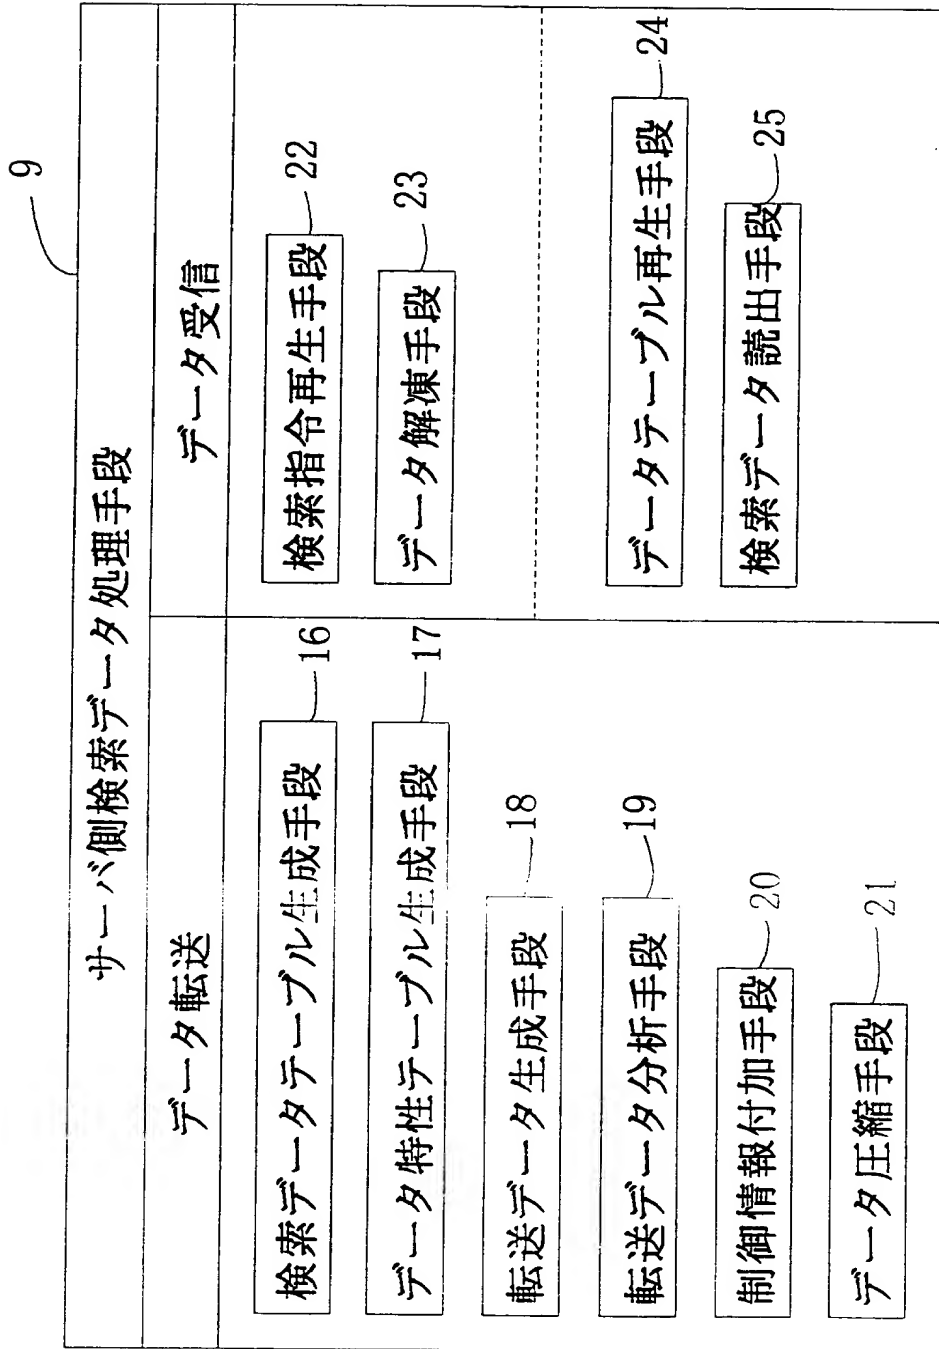 サーバ側検索データ処理手段
9
データ転送
データ受信
検索データテーブル生成手段
16
データ特性テーブル生成手段
17
転送データ生成手段
18
転送データ分析手段
19
制御情報付加手段
20
データ圧縮手段
21
検索指令再生手段
22
データ解凍手段
23
データテーブル再生手段
24
検索データ読出手段
25